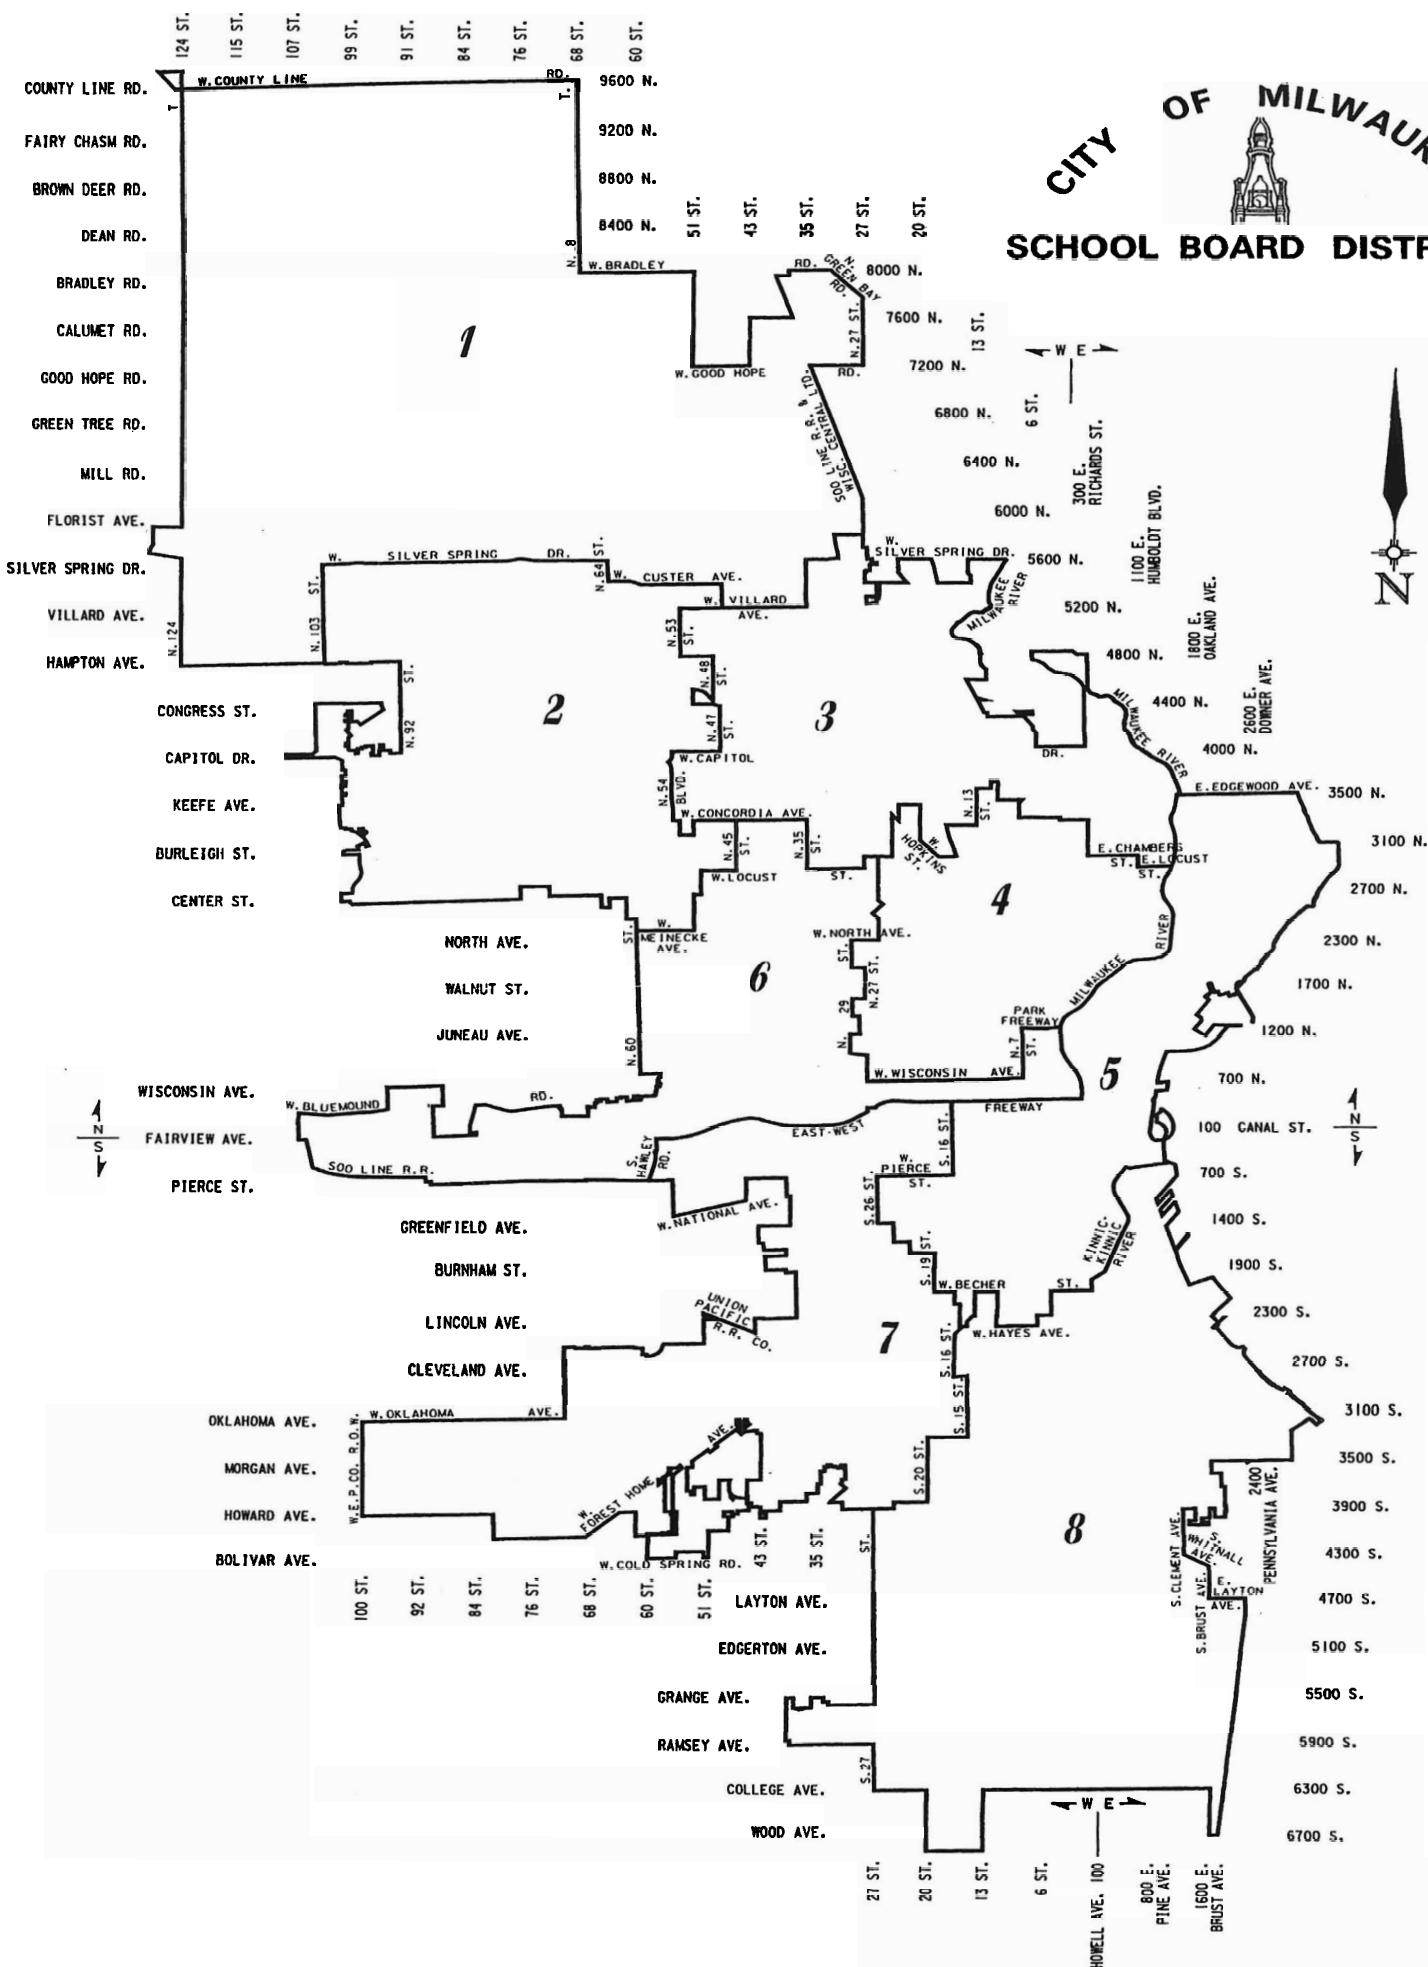 124 ST.
115 ST.
107 ST.
99 ST.
91 ST.
84 ST.
76 ST.
68 ST.
60 ST.
CITY OF MILWAUK
SCHOOL BOARD DISTR
COUNTY LINE RD.
W. COUNTY LINE
RD.
9600 N.
T
T.
FAIRY CHASM RD.
9200 N.
BROWN DEER RD.
8800 N.
DEAN RD.
8400 N.
51 ST.
43 ST.
35 ST.
27 ST.
20 ST.
N. 8
W. BRADLEY
RD.
N. GREEN BAY RD.
8000 N.
BRADLEY RD.
7600 N.
13 ST.
N.27 ST.
CALUMET RD.
1
W E
GOOD HOPE RD.
W. GOOD HOPE
RD.
7200 N.
GREEN TREE RD.
SOO LINE R.R. &
WISC. CENTRAL LTD.
6800 N.
6 ST.
MILL RD.
6400 N.
300 E.
RICHARDS ST.
FLORIST AVE.
6000 N.
1100 E.
HUMBOLDT BLVD.
SILVER SPRING DR.
W. SILVER SPRING DR.
N.64 ST.
W. CUSTER AVE.
W.
SILVER SPRING DR.
5600 N.
N
VILLARD AVE.
N. 103 ST.
W. VILLARD
AVE.
MILWAUKEE
RIVER
5200 N.
1800 E.
OAKLAND AVE.
HAMPTON AVE.
N. 124
N.53 ST.
4800 N.
N.48 ST.
CONGRESS ST.
N. 92 ST.
2
3
N.47 ST.
MILWAUKEE RIVER
4400 N.
2600 E.
DOWNER AVE.
CAPITOL DR.
W. CAPITOL
DR.
4000 N.
KEEFE AVE.
N.54
BLVD.
W. CONCORDIA AVE.
N.13
ST.
E. EDGEWOOD AVE.
3500 N.
BURLEIGH ST.
N.45
ST.
N.35
ST.
W.
HOPKINS
ST.
E. CHAMBERS
ST.
E. LOCUST
ST.
3100 N.
CENTER ST.
W. LOCUST
ST.
4
2700 N.
NORTH AVE.
ST.
W.
MEINECKE
AVE.
W. NORTH AVE.
RIVER
2300 N.
WALNUT ST.
6
ST.
N.27 ST.
MILWAUKEE
1700 N.
JUNEAU AVE.
N.60
N. 29
N.7
ST.
PARK
FREEWAY
1200 N.
WISCONSIN AVE.
W. BLUEMOUND
RD.
W. WISCONSIN AVE.
5
700 N.
N
S
FAIRVIEW AVE.
EAST-WEST
FREEWAY
100 CANAL ST.
N
S
S.
HAWLEY
RD.
S.16 ST.
PIERCE ST.
SOO LINE R.R.
W.
PIERCE
ST.
700 S.
GREENFIELD AVE.
W. NATIONAL AVE.
S.26 ST.
KINNIC-
KINNIC
RIVER
1400 S.
BURNHAM ST.
S.19 ST.
W. BECHER
ST.
1900 S.
LINCOLN AVE.
UNION
PACIFIC
R.R. CO.
7
W. HAYES AVE.
2300 S.
CLEVELAND AVE.
S.16 ST.
2700 S.
OKLAHOMA AVE.
W. OKLAHOMA
AVE.
S.15 ST.
3100 S.
MORGAN AVE.
W.E.P.CO. R.O.W.
W.
FOREST HOME
AVE.
S.20 ST.
2400
PENNSYLVANIA AVE.
3500 S.
HOWARD AVE.
S.CLEMENT AVE.
3900 S.
BOLIVAR AVE.
W. COLD SPRING RD.
43 ST.
35 ST.
ST.
8
S.
WHITNALL
AVE.
4300 S.
100 ST.
92 ST.
84 ST.
76 ST.
68 ST.
60 ST.
51 ST.
LAYTON AVE.
S.BRUST AVE.
E.
LAYTON
AVE.
4700 S.
EDGERTON AVE.
5100 S.
GRANGE AVE.
5500 S.
RAMSEY AVE.
5900 S.
S.27
COLLEGE AVE.
W E
6300 S.
WOOD AVE.
6700 S.
27 ST.
20 ST.
13 ST.
6 ST.
HOWELL AVE. 100
800 E.
PINE AVE.
1600 E.
BRUST AVE.